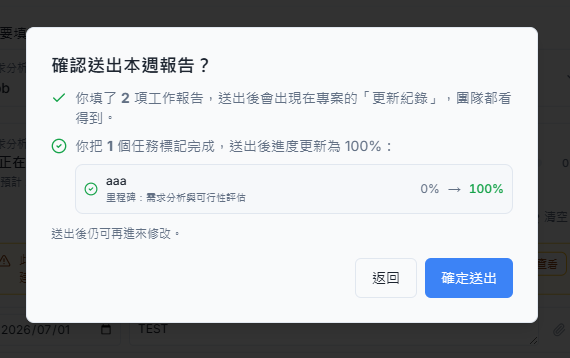 確認送出本週報告？
你填了 2 項工作報告，送出後會出現在專案的「更新紀錄」，團隊都看
得到。
你把 1 個任務標記完成，送出後進度更新為 100%：
aaa
里程碑：需求分析與可行性評估
0% → 100%
送出後仍可再進來修改。
返回
確定送出
2026/07/01
TEST